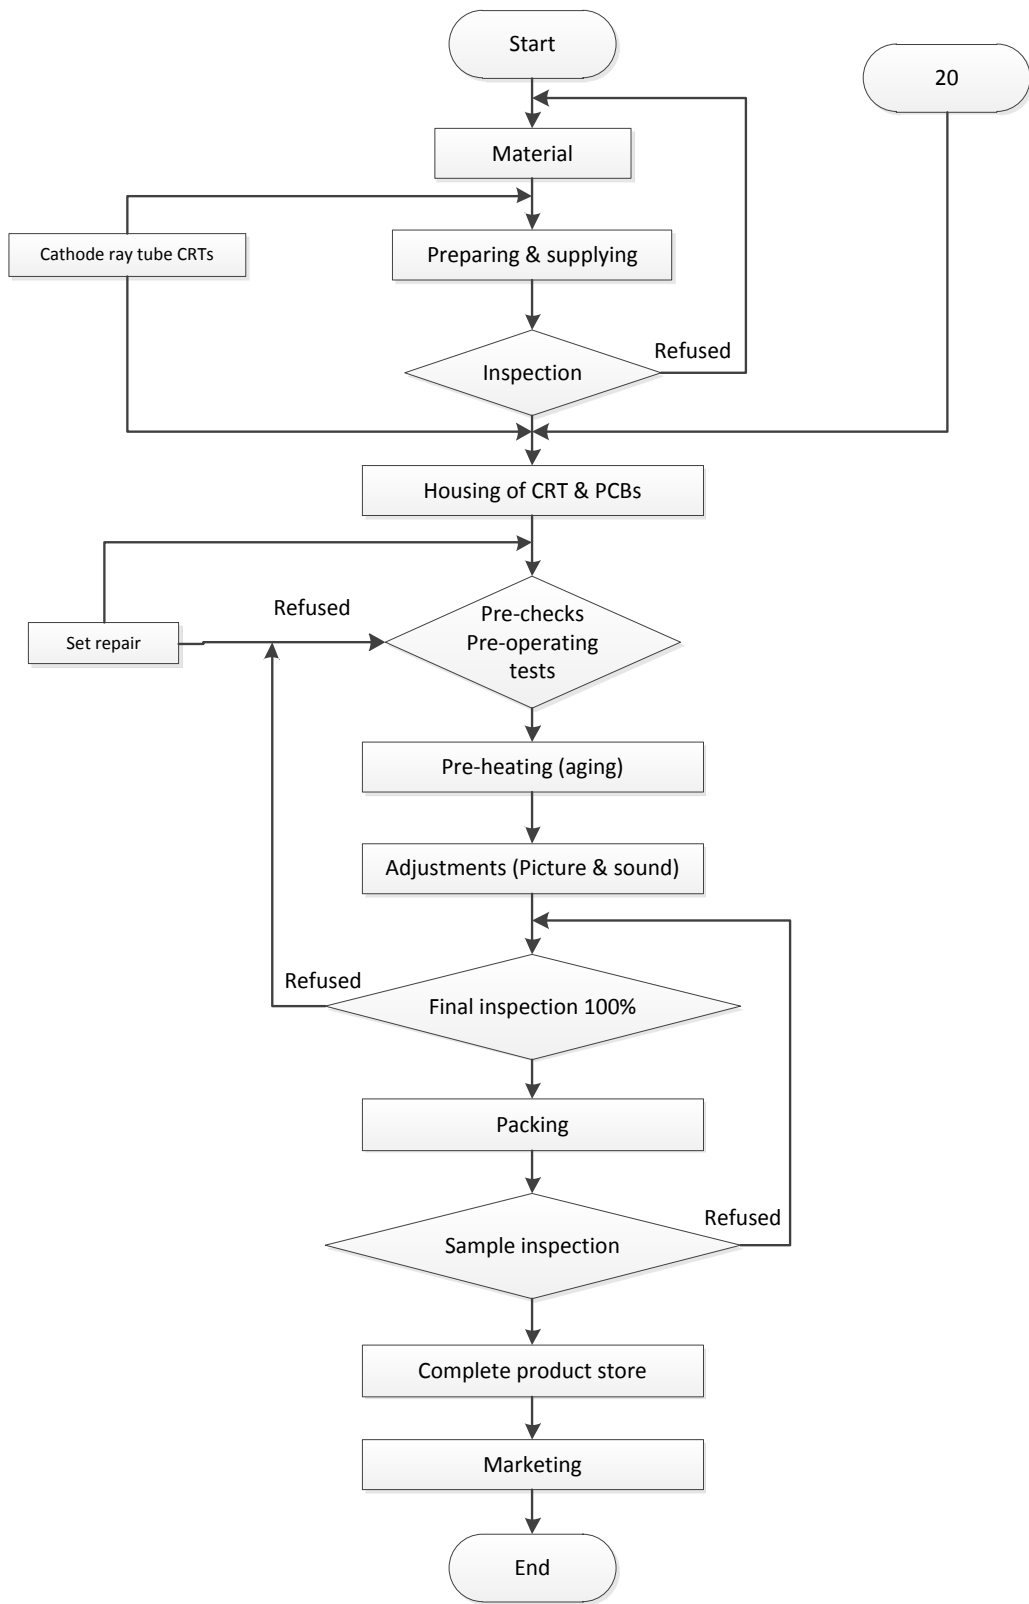 Start
20
Material
Cathode ray tube CRTs
Preparing & supplying
Refused
Inspection
Housing of CRT & PCBs
Refused
Set repair
Pre-checks
Pre-operating
tests
Pre-heating (aging)
Adjustments (Picture & sound)
Refused
Final inspection 100%
Packing
Refused
Sample inspection
Complete product store
Marketing
End